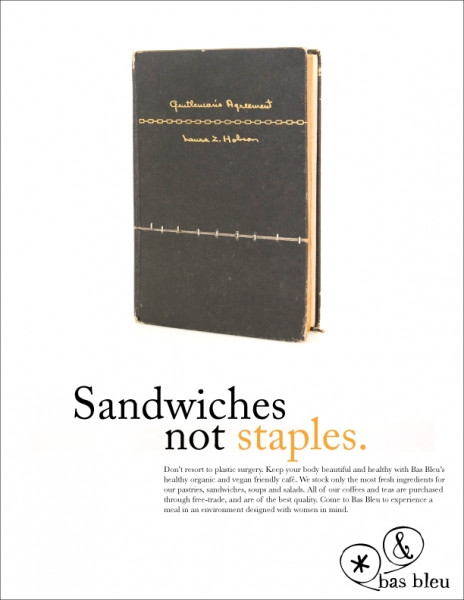 Gentleman's Agreement
Laura Z. Hobson
Sandwiches
not staples.
Don't resort to plastic surgery. Keep your body beautiful and healthy with Bas Bleu's
healthy organic and vegan friendly café. We stock only the most fresh ingredients for
our pastries, sandwiches, soups and salads. All of our coffees and teas are purchased
through free-trade, and are of the best quality. Come to Bas Bleu to experience a
meal in an environment designed with women in mind.
&
*
bas bleu